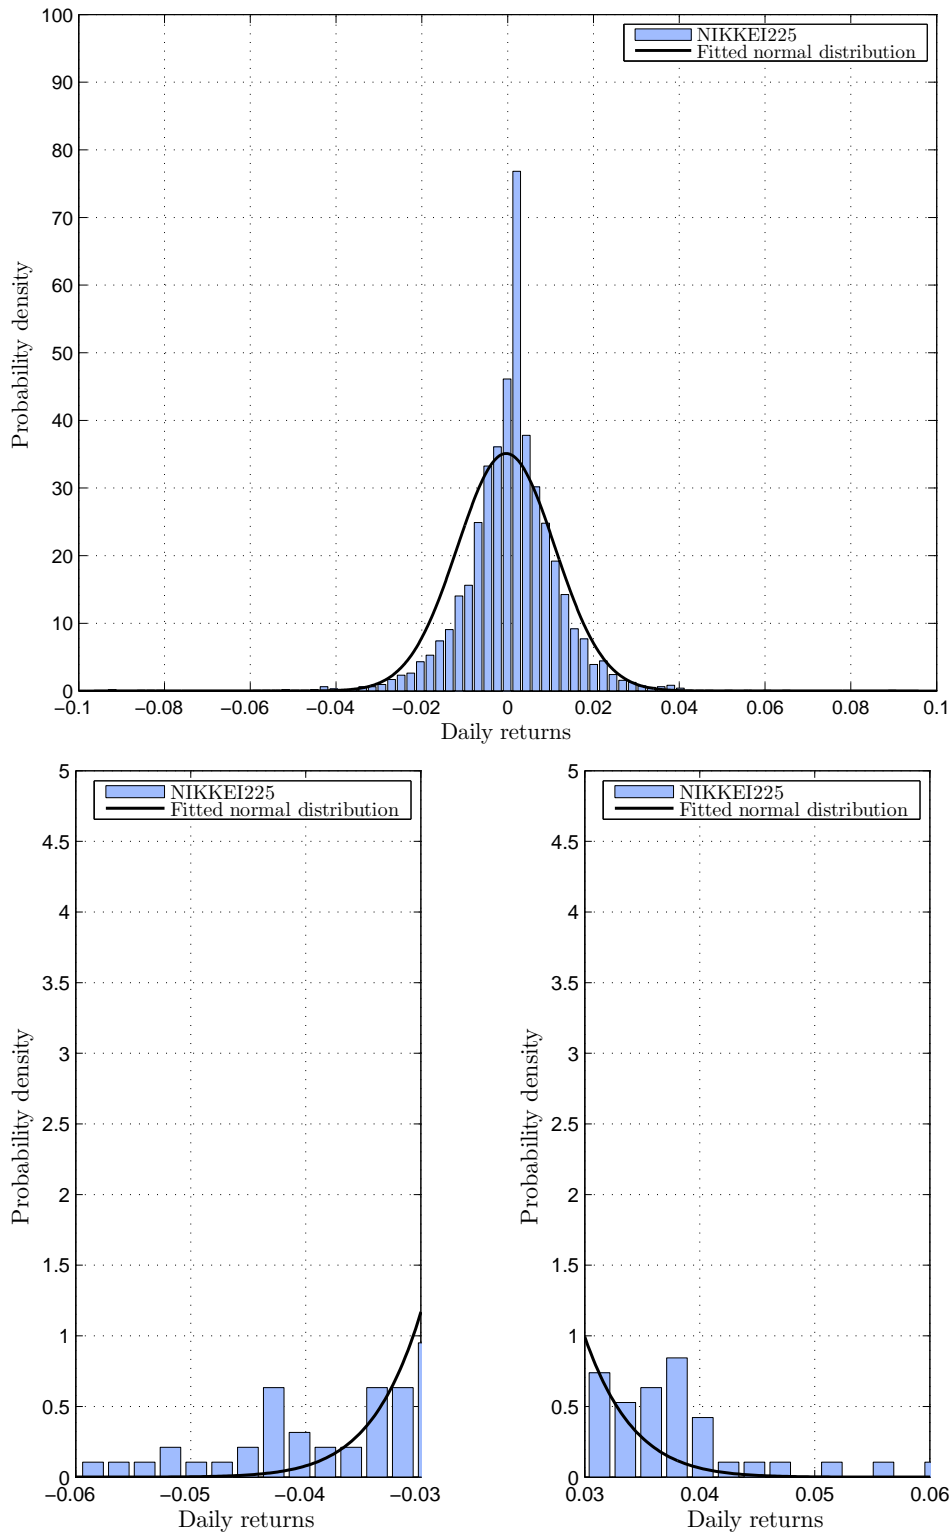 100
90
80
70
60
50
40
30
20
10
0
Probability density
NIKKEI225
Fitted normal distribution
−0.1 −0.08 −0.06 −0.04 −0.02 0 0.02 0.04 0.06 0.08 0.1
Daily returns
5
4.5
4
3.5
3
2.5
2
1.5
1
0.5
0
Probability density
NIKKEI225
Fitted normal distribution
−0.06 −0.05 −0.04 −0.03
Daily returns
5
4.5
4
3.5
3
2.5
2
1.5
1
0.5
0
Probability density
NIKKEI225
Fitted normal distribution
0.03 0.04 0.05 0.06
Daily returns